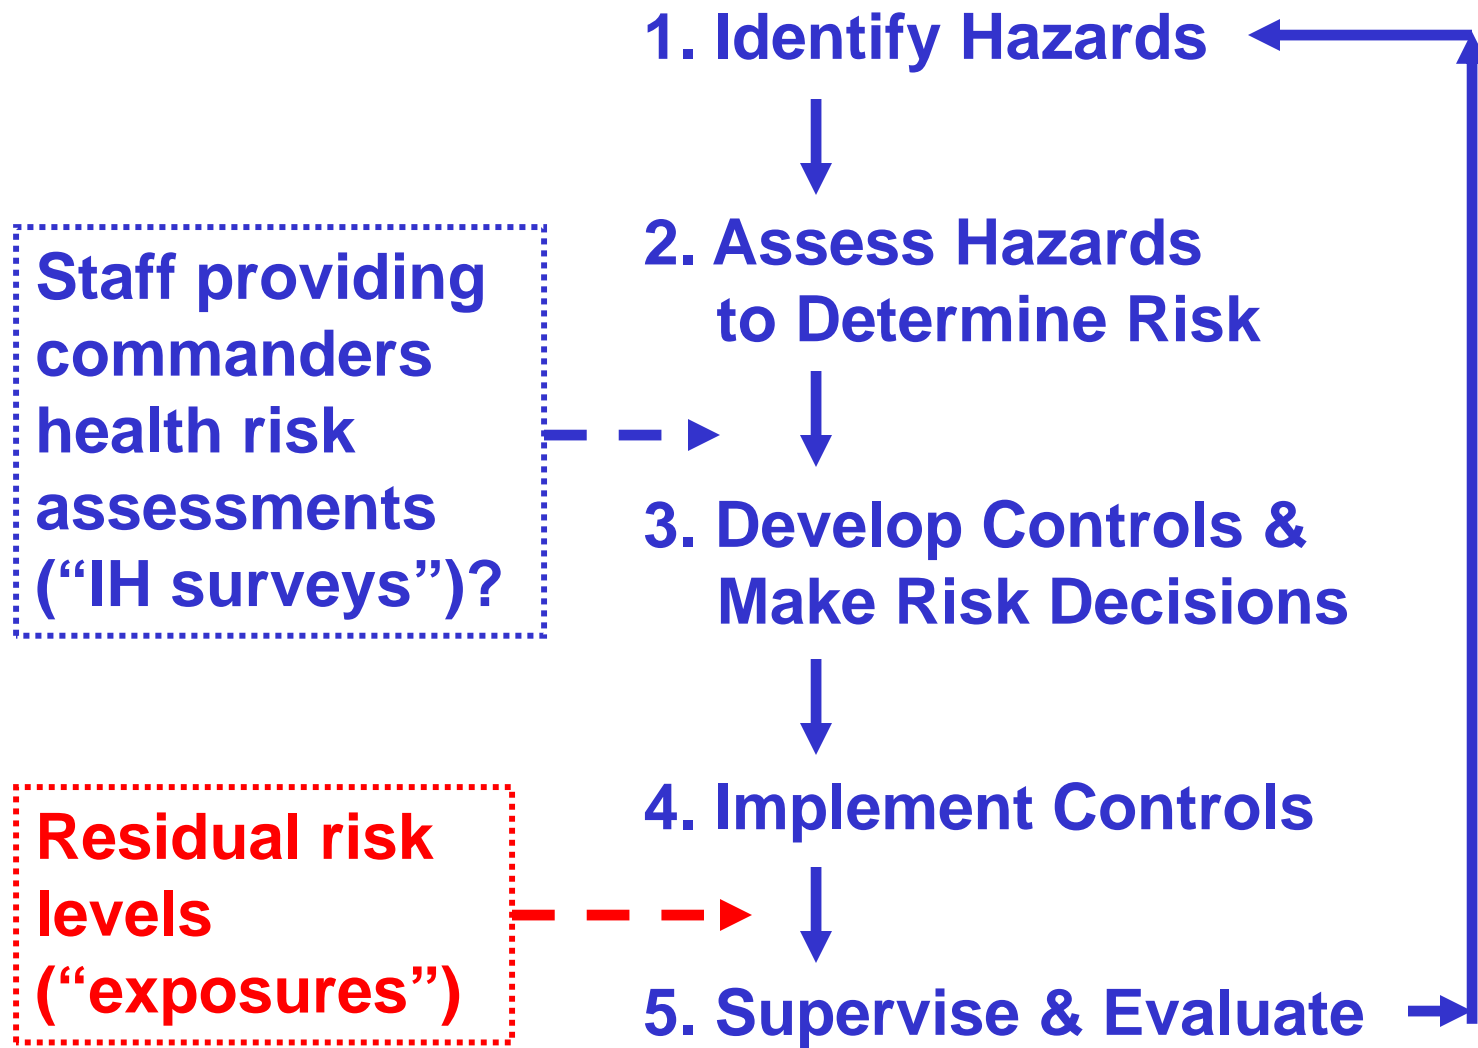 1. Identify Hazards
2. Assess Hazards
to Determine Risk
Staff providing
commanders
health risk
assessments
(“IH surveys”)?
3. Develop Controls &
Make Risk Decisions
4. Implement Controls
Residual risk
levels
(“exposures”)
5. Supervise & Evaluate